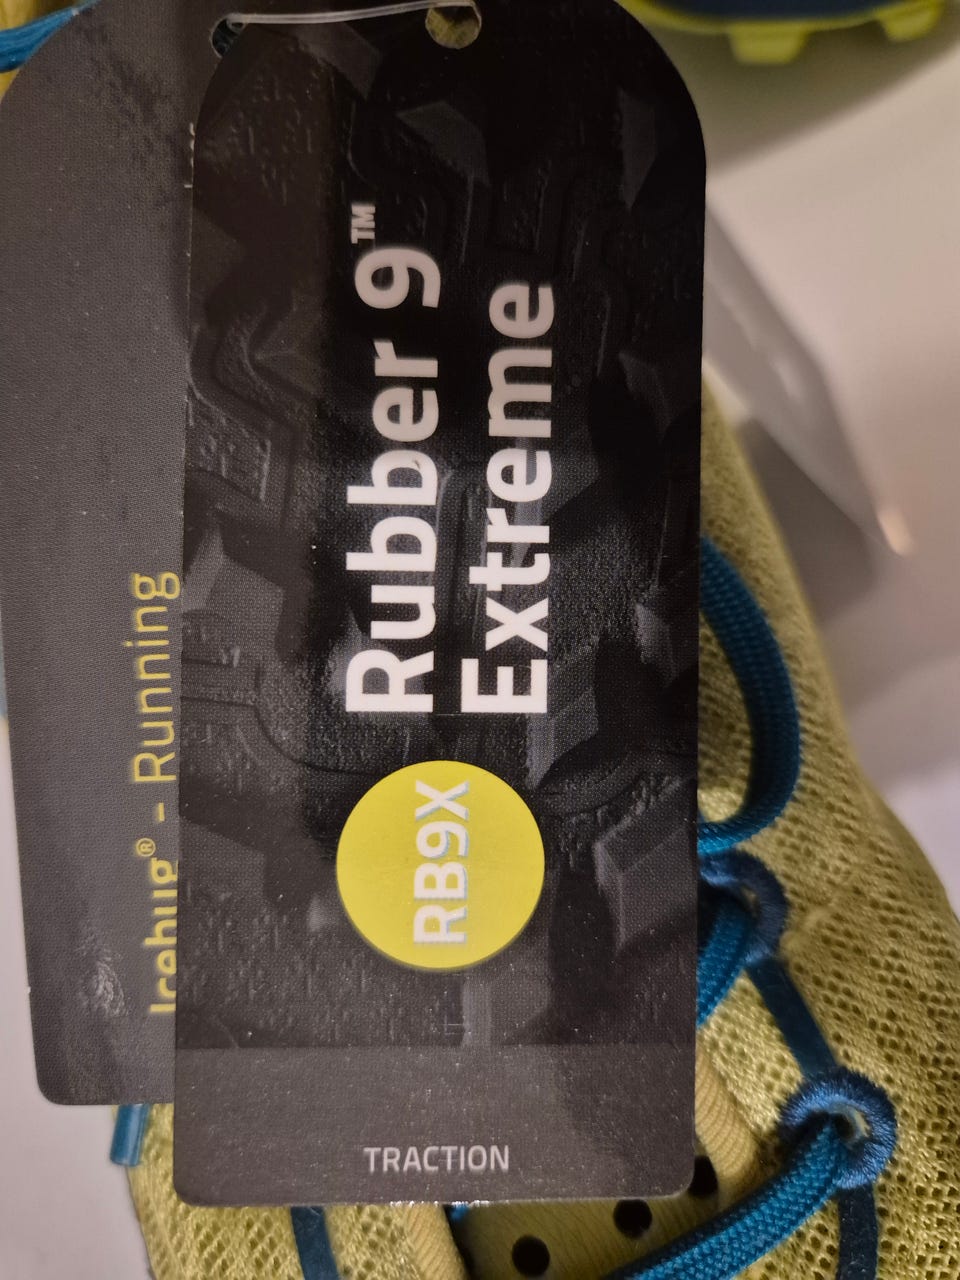 Rubber 9™
Extreme
RB9X
TRACTION
Icebug® - Running